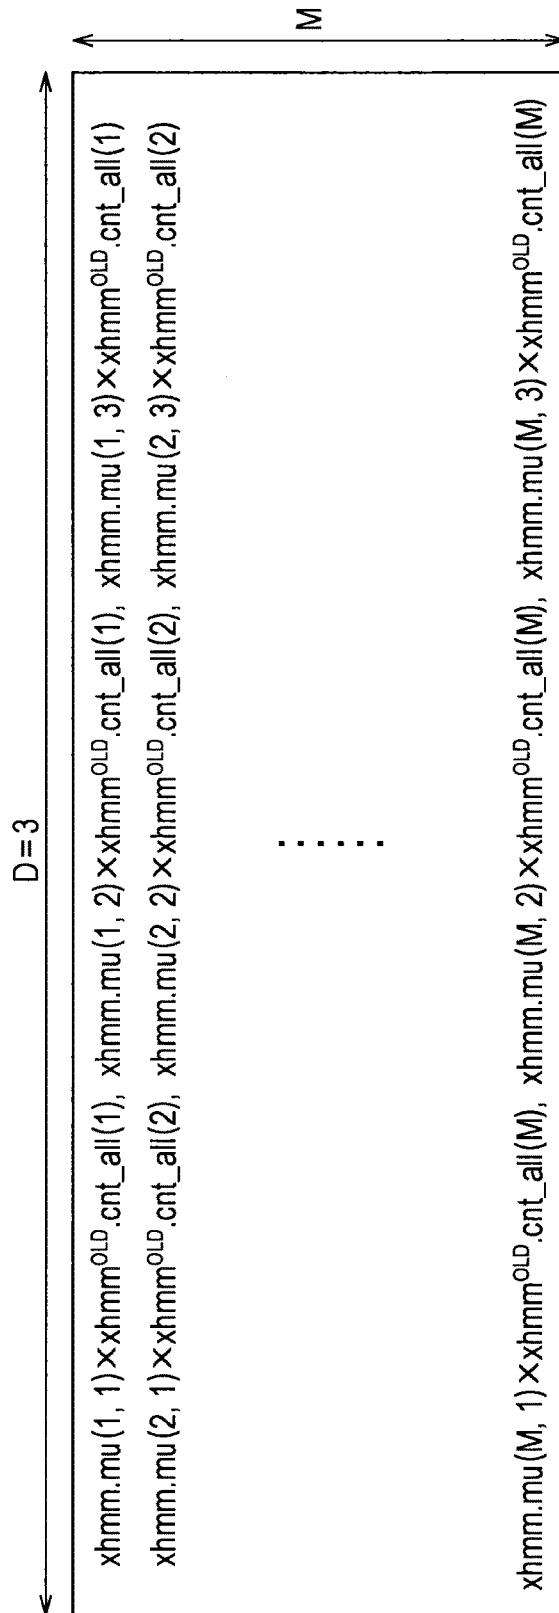 D=3
M
xhmm.mu(1, 1)×xhmm^OLD.cnt_all(1), xhmm.mu(1, 2)×xhmm^OLD.cnt_all(1), xhmm.mu(1, 3)×xhmm^OLD.cnt_all(1)
xhmm.mu(2, 1)×xhmm^OLD.cnt_all(2), xhmm.mu(2, 2)×xhmm^OLD.cnt_all(2), xhmm.mu(2, 3)×xhmm^OLD.cnt_all(2)
......
xhmm.mu(M, 1)×xhmm^OLD.cnt_all(M), xhmm.mu(M, 2)×xhmm^OLD.cnt_all(M), xhmm.mu(M, 3)×xhmm^OLD.cnt_all(M)